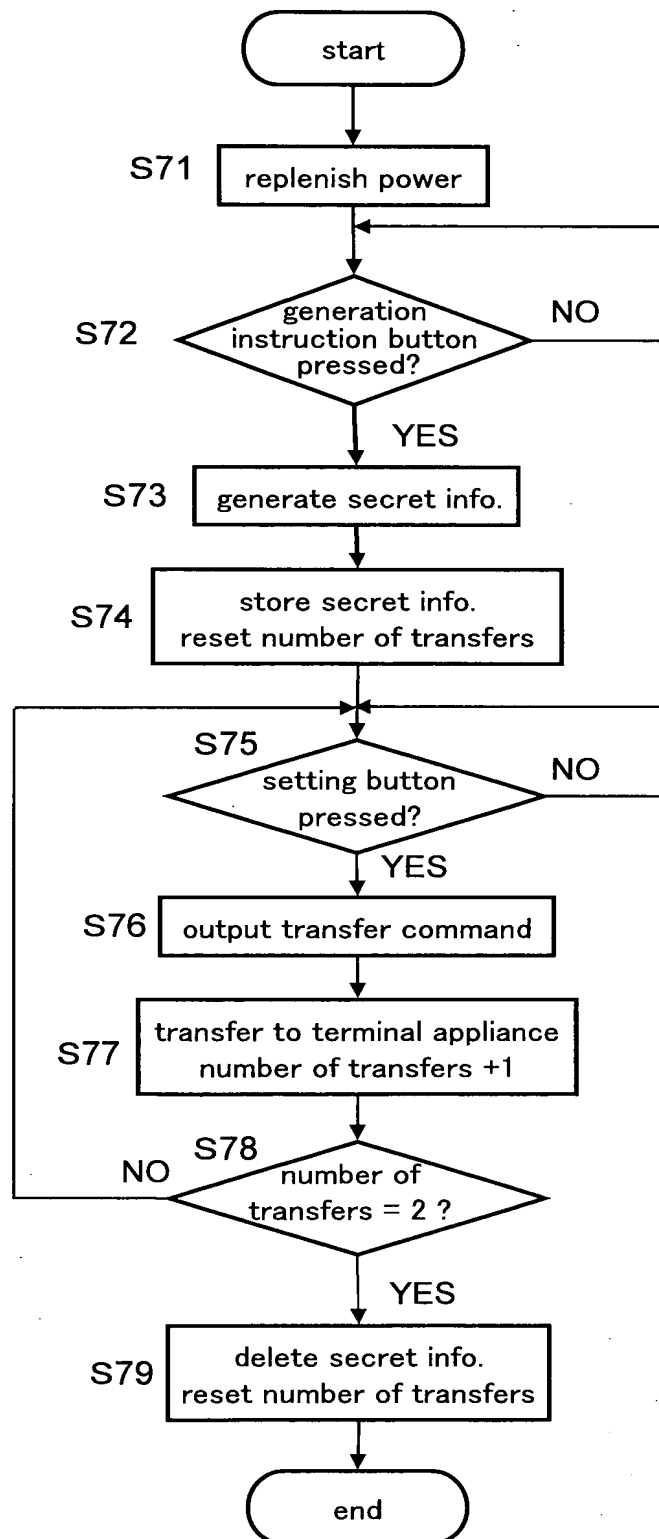 start
S71
replenish power
S72
generation
instruction button
pressed?
NO
YES
S73
generate secret info.
S74
store secret info.
reset number of transfers
S75
setting button
pressed?
NO
YES
S76
output transfer command
S77
transfer to terminal appliance
number of transfers +1
S78
NO
number of
transfers = 2 ?
YES
S79
delete secret info.
reset number of transfers
end